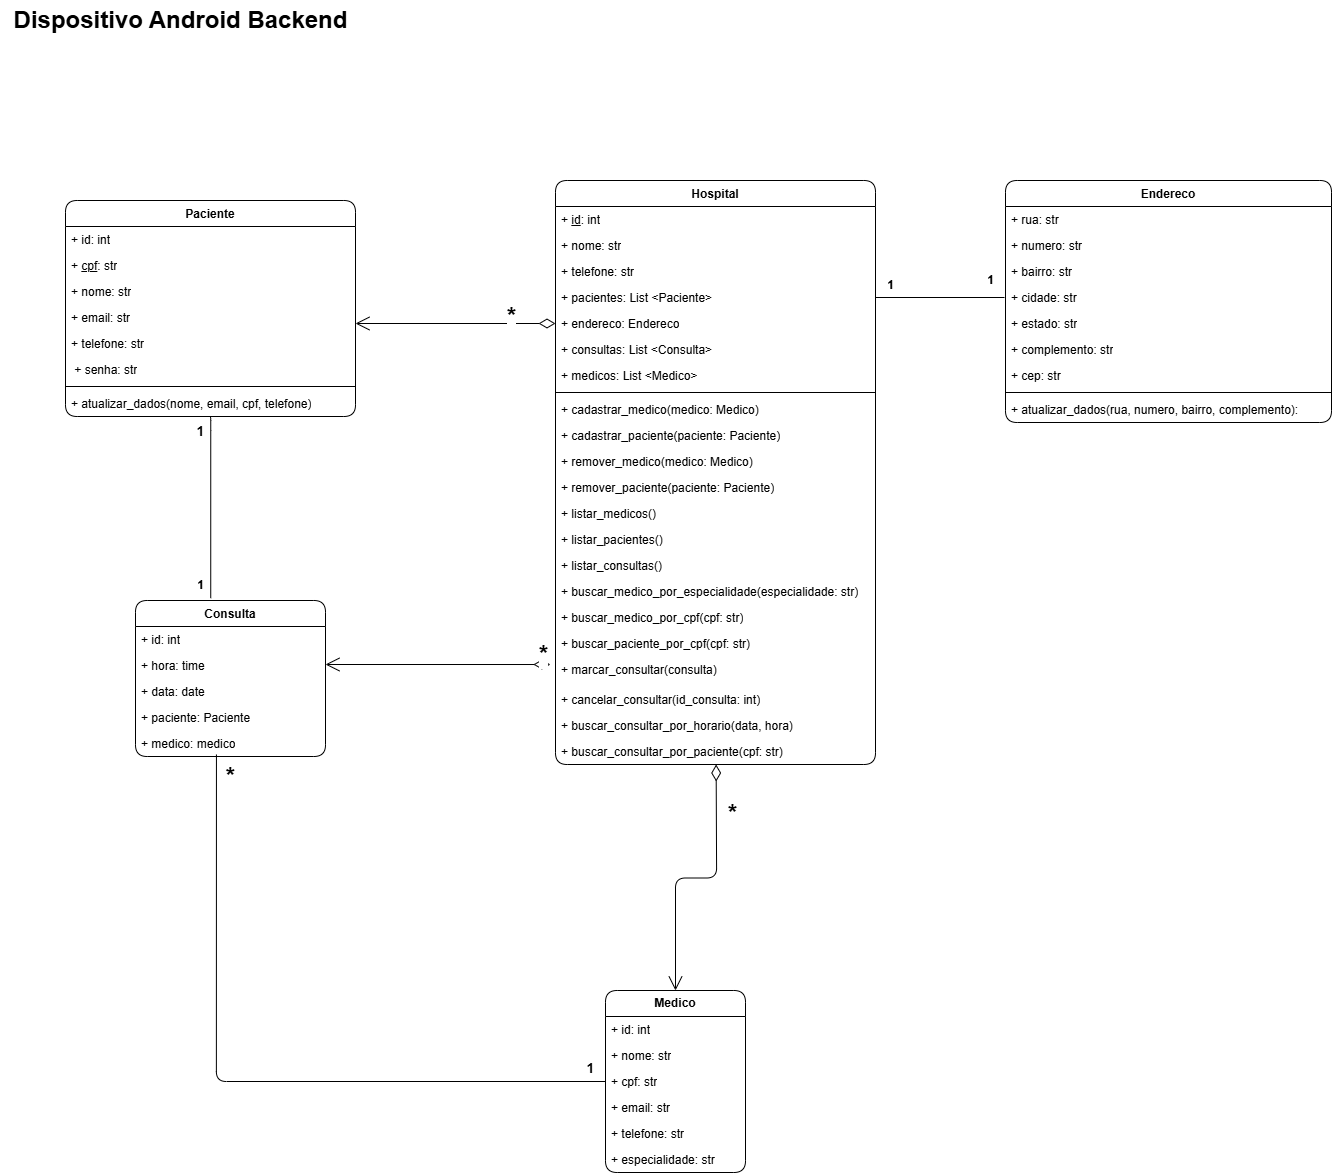 Dispositivo Android Backend
Paciente
+ id: int
+ cpf: str
+ nome: str
+ email: str
+ telefone: str
+ senha: str
+ atualizar_dados(nome, email, cpf, telefone)
Hospital
+ id: int
+ nome: str
+ telefone: str
+ pacientes: List <Paciente>
+ endereco: Endereco
+ consultas: List <Consulta>
+ medicos: List <Medico>
+ cadastrar_medico(medico: Medico)
+ cadastrar_paciente(paciente: Paciente)
+ remover_medico(medico: Medico)
+ remover_paciente(paciente: Paciente)
+ listar_medicos()
+ listar_pacientes()
+ listar_consultas()
+ buscar_medico_por_especialidade(especialidade: str)
+ buscar_medico_por_cpf(cpf: str)
+ buscar_paciente_por_cpf(cpf: str)
+ marcar_consultar(consulta)
+ cancelar_consultar(id_consulta: int)
+ buscar_consultar_por_horario(data, hora)
+ buscar_consultar_por_paciente(cpf: str)
Endereco
+ rua: str
+ numero: str
+ bairro: str
+ cidade: str
+ estado: str
+ complemento: str
+ cep: str
+ atualizar_dados(rua, numero, bairro, complemento):
*
1
1
1
1
*
Consulta
+ id: int
+ hora: time
+ data: date
+ paciente: Paciente
+ medico: medico
*
*
1
Medico
+ id: int
+ nome: str
+ cpf: str
+ email: str
+ telefone: str
+ especialidade: str